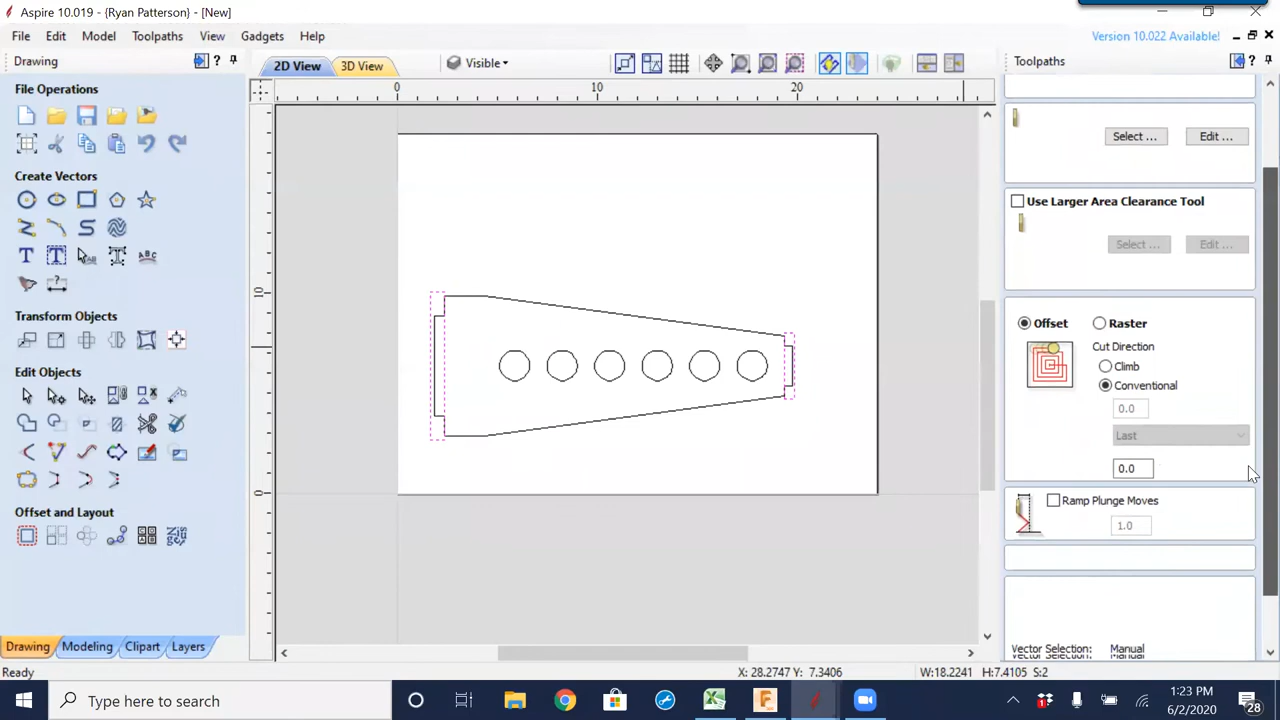 Aspire 10.019 - {Ryan Patterson} - [New]
File Edit Model Toolpaths View Gadgets Help
Version 10.022 Available!
Drawing
2D View
3D View
Visible
Toolpaths
File Operations
0 10 20
Create Vectors
Select ...
Edit ...
Use Larger Area Clearance Tool
Select ...
Edit ...
ABC
10
Transform Objects
Offset
Raster
Cut Direction
Climb
Edit Objects
Conventional
0.0
Last
0.0
0
Ramp Plunge Moves
1.0
Offset and Layout
Drawing Modeling Clipart Layers
Vector Selection: Manual
Ready
X: 28.2747 Y: 7.3406
W:18.2241 H:7.4105 S:2
Type here to search
1:23 PM
6/2/2020
28